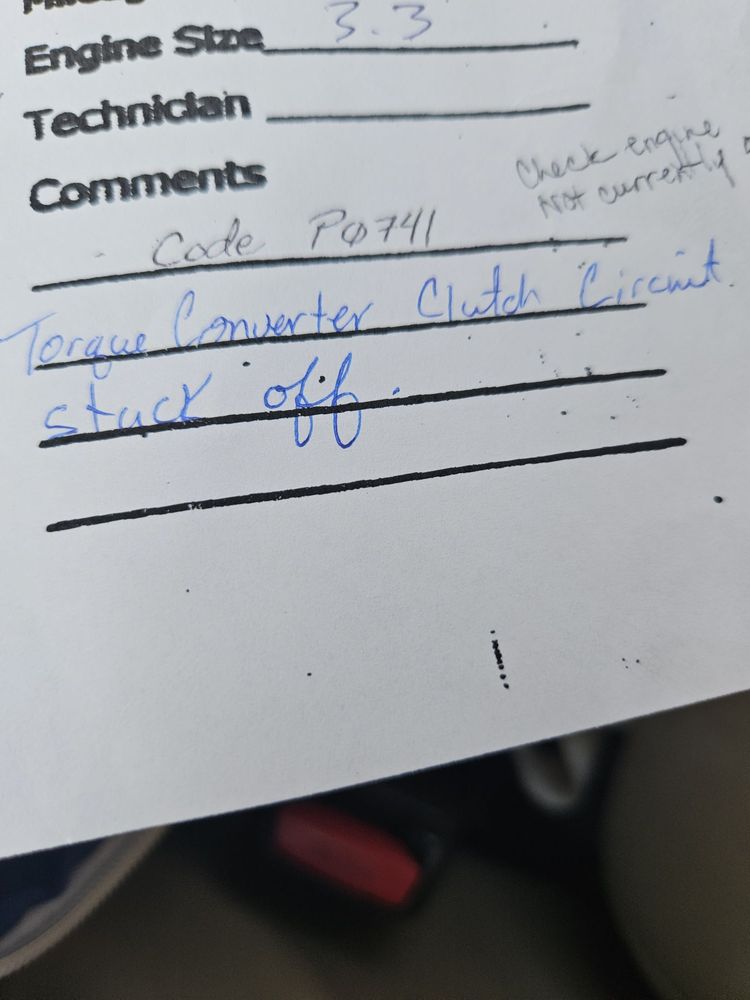 Engine Size 3.3
Technician
Comments
Check engine
Not currently
Code PØ741
Torque Converter Clutch Circuit
stuck off.